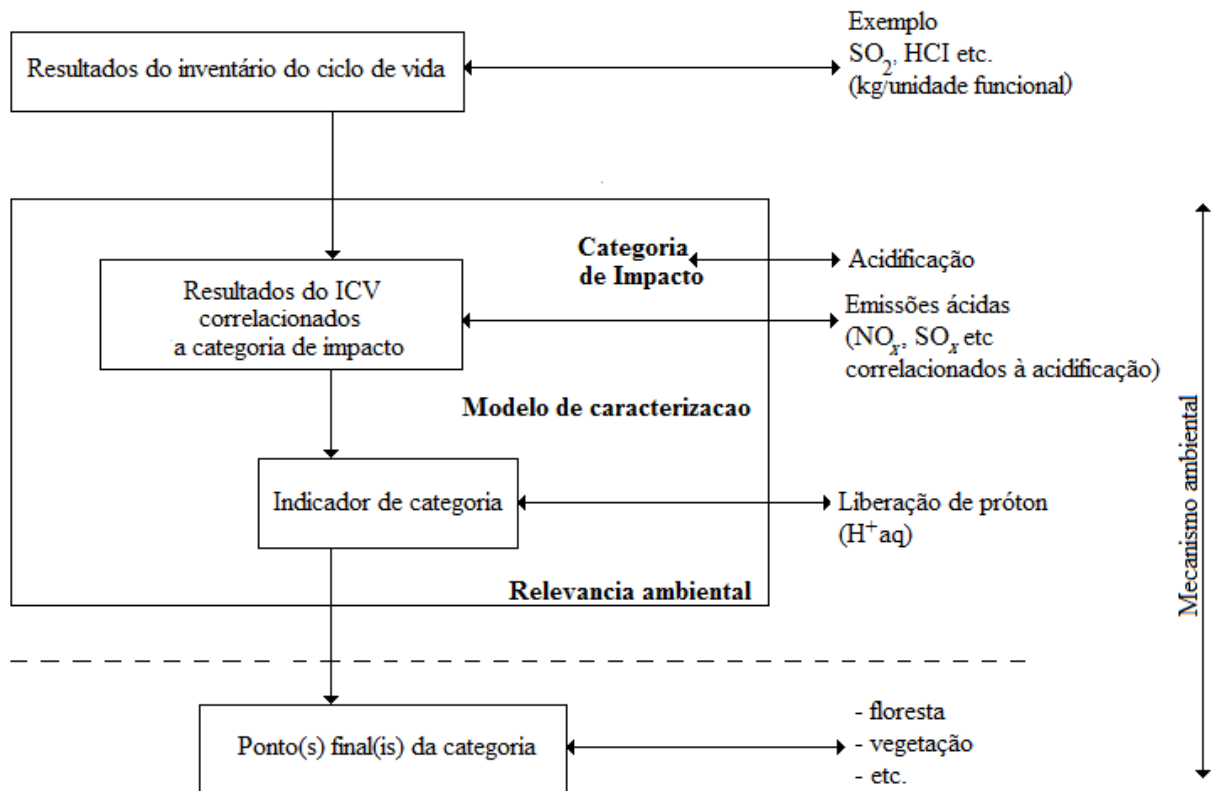 Exemplo
SO2, HCI etc.
(kg/unidade funcional)
Resultados do inventário do ciclo de vida
Categoria
de Impacto
Acidificação
Resultados do ICV
correlacionados
a categoria de impacto
Emissões ácidas
(NOx, SOx etc
correlacionados à acidificação)
Modelo de caracterizacao
Indicador de categoria
Liberação de próton
(H+aq)
Relevancia ambiental
Mecanismo ambiental
Ponto(s) final(is) da categoria
- floresta
- vegetação
- etc.